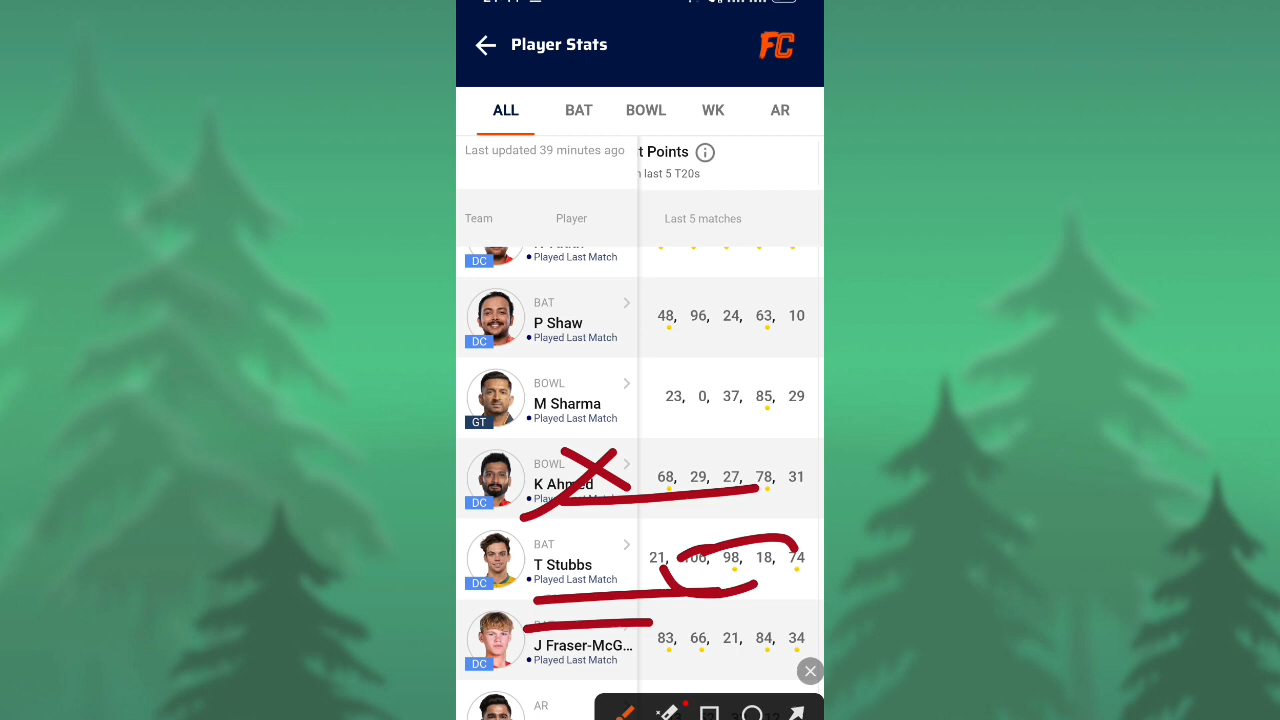 Player Stats
FC
ALL BAT BOWL WK AR
Last updated 39 minutes ago
t Points
last 5 T20s
Team Player Last 5 matches
DC Played Last Match
BAT
P Shaw 48, 96, 24, 63, 10
DC Played Last Match
BOWL
M Sharma 23, 0, 37, 85, 29
GT Played Last Match
BOWL
K Ahmed 68, 29, 27, 78, 31
DC Played Last Match
BAT
T Stubbs 21, 106, 98, 18, 74
DC Played Last Match
J Fraser-McG... 83, 66, 21, 84, 34
DC Played Last Match
AR